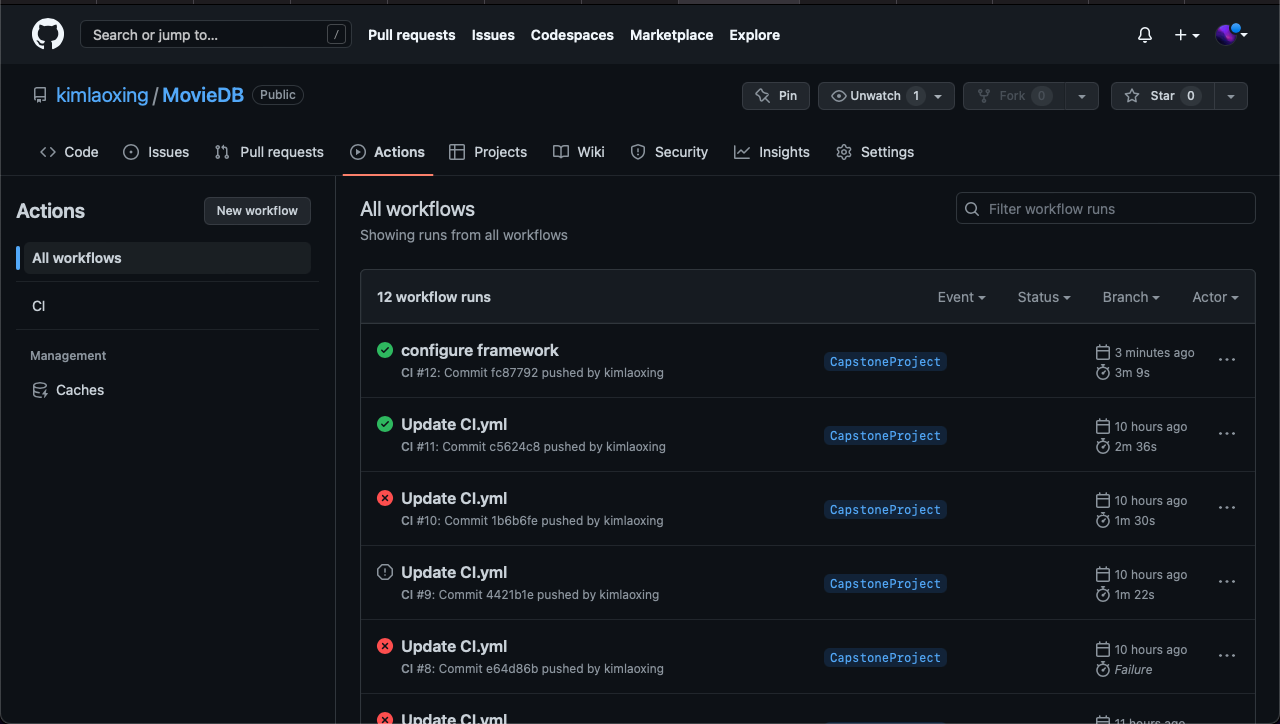 Search or jump to… /
Pull requests Issues Codespaces Marketplace Explore
kimlaoxing / MovieDB Public
Pin Unwatch 1 Fork 0 Star 0
Code Issues Pull requests Actions Projects Wiki Security Insights Settings
Actions
New workflow
All workflows
CI
Management
Caches
All workflows
Showing runs from all workflows
Filter workflow runs
12 workflow runs
Event Status Branch Actor
configure framework
CI #12: Commit fc87792 pushed by kimlaoxing
CapstoneProject
3 minutes ago
3m 9s
Update CI.yml
CI #11: Commit c5624c8 pushed by kimlaoxing
CapstoneProject
10 hours ago
2m 36s
Update CI.yml
CI #10: Commit 1b6b6fe pushed by kimlaoxing
CapstoneProject
10 hours ago
1m 30s
Update CI.yml
CI #9: Commit 4421b1e pushed by kimlaoxing
CapstoneProject
10 hours ago
1m 22s
Update CI.yml
CI #8: Commit e64d86b pushed by kimlaoxing
CapstoneProject
10 hours ago
Failure
Update CI.yml
11 hours ago